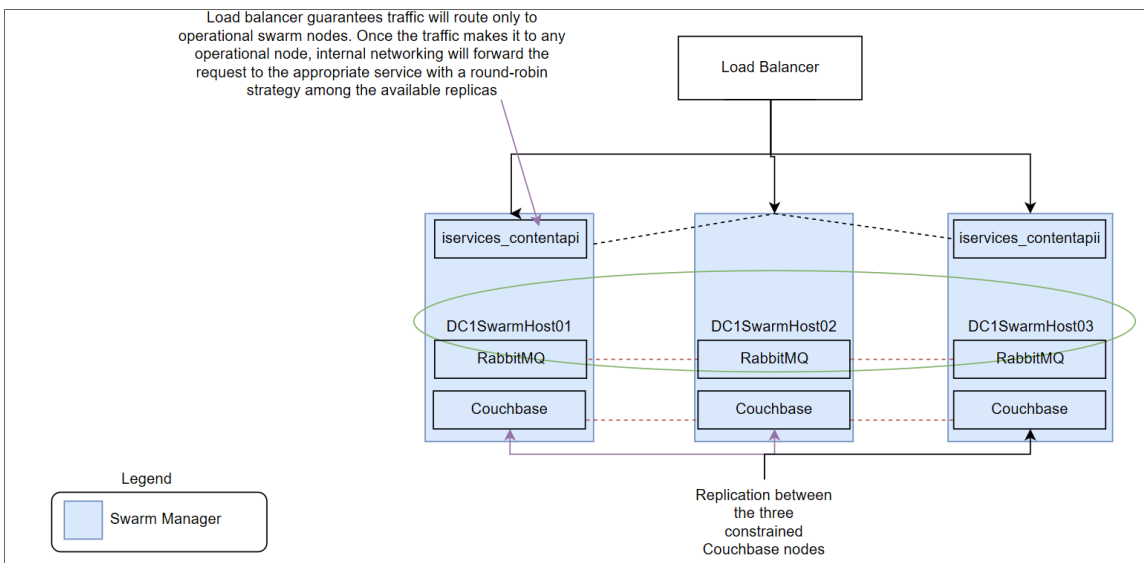 Load balancer guarantees traffic will route only to
operational swarm nodes. Once the traffic makes it to any
operational node, internal networking will forward the
request to the appropriate service with a round-robin
strategy among the available replicas
Load Balancer
iservices_contentapi
iservices_contentapii
DC1SwarmHost01
DC1SwarmHost02
DC1SwarmHost03
RabbitMQ
RabbitMQ
RabbitMQ
Couchbase
Couchbase
Couchbase
Legend
Swarm Manager
Replication between
the three
constrained
Couchbase nodes